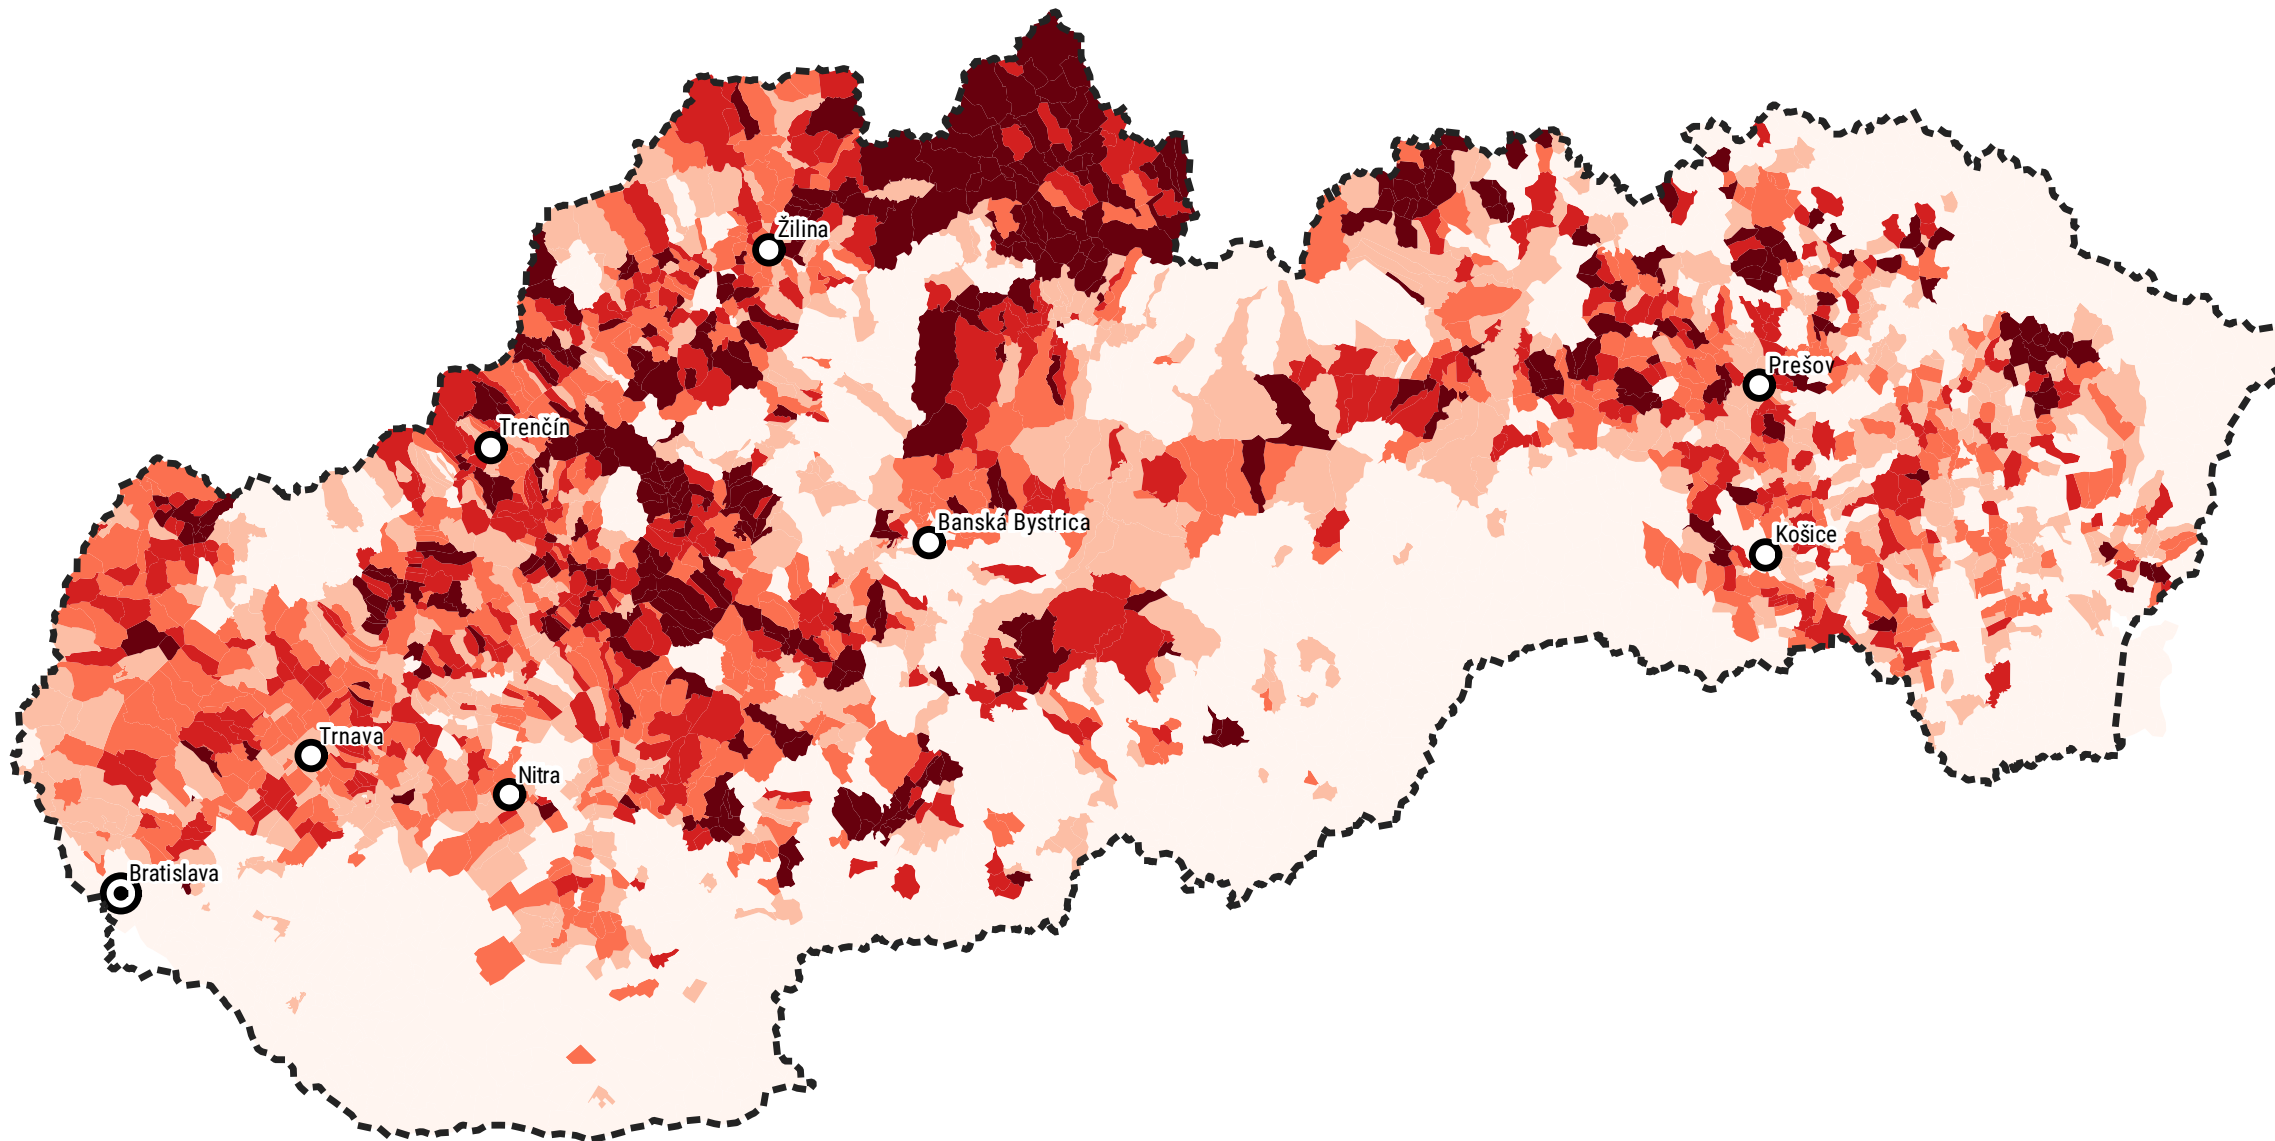 Žilina
Prešov
Trenčín
Banská Bystrica
Košice
Trnava
Nitra
Bratislava